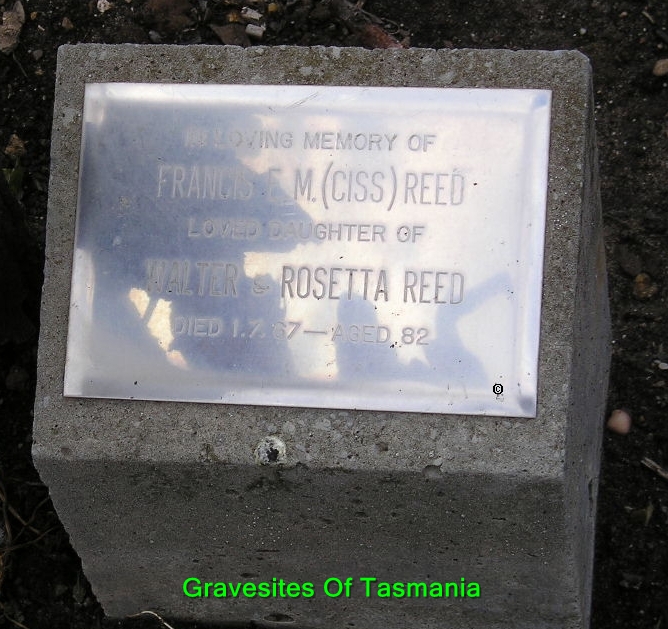 IN LOVING MEMORY OF
FRANCIS E. M. (CISS) REED
LOVED DAUGHTER OF
WALTER & ROSETTA REED
DIED 1.7.67 — AGED 82
©
Gravesites Of Tasmania